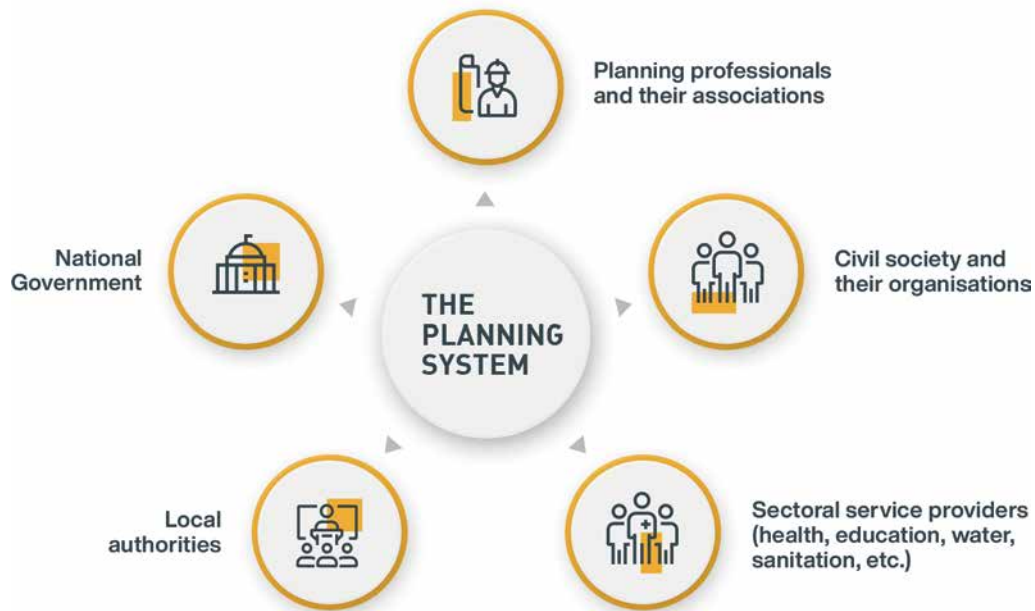 Planning professionals
and their associations
National
Government
Civil society and
their organisations
THE
PLANNING
SYSTEM
Local
authorities
Sectoral service providers
(health, education, water,
sanitation, etc.)